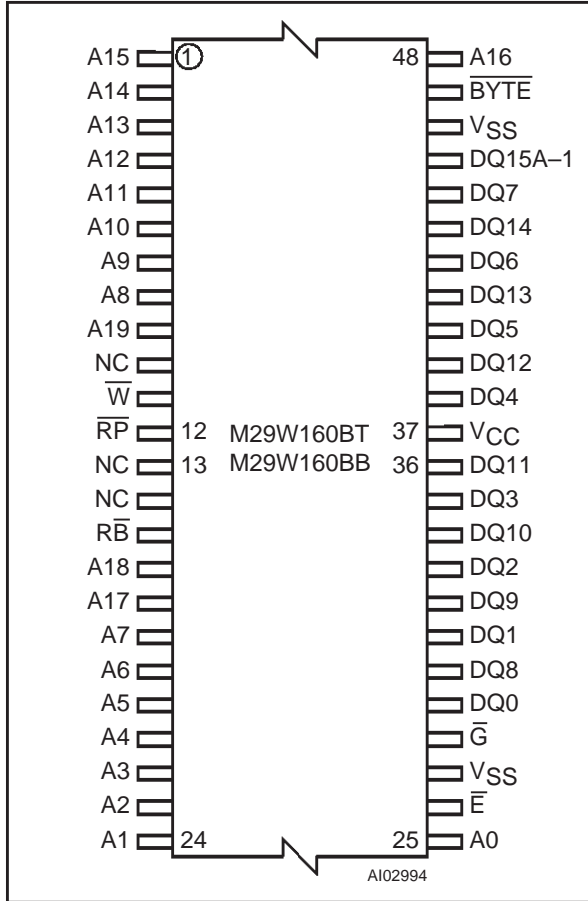 A15 ① 48 A16
A14 B̅Y̅T̅E̅
A13 VSS
A12 DQ15A–1
A11 DQ7
A10 DQ14
A9 DQ6
A8 DQ13
A19 DQ5
NC DQ12
W̅ DQ4
R̅P̅ 12 M29W160BT 37 VCC
NC 13 M29W160BB 36 DQ11
NC DQ3
RB̅ DQ10
A18 DQ2
A17 DQ9
A7 DQ1
A6 DQ8
A5 DQ0
A4 G̅
A3 VSS
A2 E̅
A1 24 25 A0
AI02994